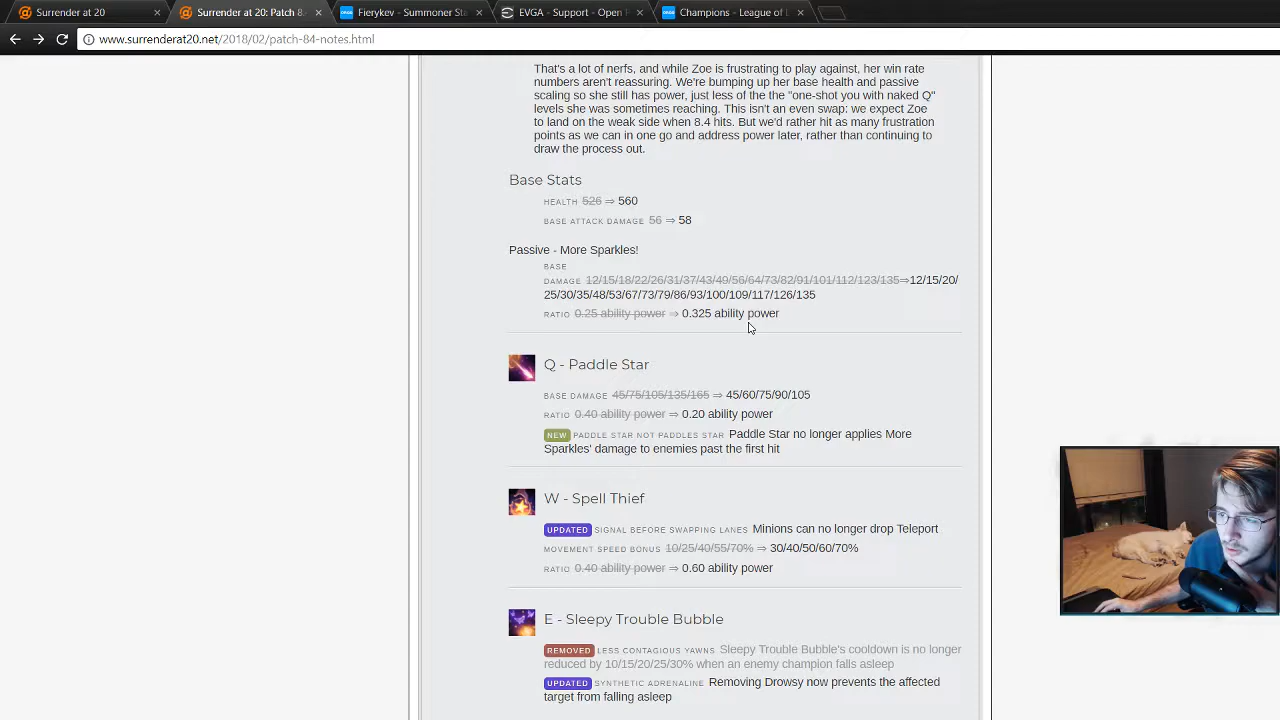 Surrender at 20
Surrender at 20: Patch 8.
Fierykev - Summoner Sta
EVGA - Support - Open R
Champions - League of L
www.surrenderat20.net/2018/02/patch-84-notes.html
That's a lot of nerfs, and while Zoe is frustrating to play against, her win rate
numbers aren't reassuring. We're bumping up her base health and passive
scaling so she still has power, just less of the the "one-shot you with naked Q"
levels she was sometimes reaching. This isn't an even swap: we expect Zoe
to land on the weak side when 8.4 hits. But we'd rather hit as many frustration
points as we can in one go and address power later, rather than continuing to
draw the process out.
Base Stats
HEALTH 526 ⇒ 560
BASE ATTACK DAMAGE 56 ⇒ 58
Passive - More Sparkles!
BASE
DAMAGE 12/15/18/22/26/31/37/43/49/56/64/73/82/91/101/112/123/135⇒12/15/20/
25/30/35/48/53/67/73/79/86/93/100/109/117/126/135
RATIO 0.25 ability power ⇒ 0.325 ability power
Q - Paddle Star
BASE DAMAGE 45/75/105/135/165 ⇒ 45/60/75/90/105
RATIO 0.40 ability power ⇒ 0.20 ability power
NEW PADDLE STAR NOT PADDLES STAR Paddle Star no longer applies More
Sparkles' damage to enemies past the first hit
W - Spell Thief
UPDATED SIGNAL BEFORE SWAPPING LANES Minions can no longer drop Teleport
MOVEMENT SPEED BONUS 10/25/40/55/70% ⇒ 30/40/50/60/70%
RATIO 0.40 ability power ⇒ 0.60 ability power
E - Sleepy Trouble Bubble
REMOVED LESS CONTAGIOUS YAWNS Sleepy Trouble Bubble's cooldown is no longer
reduced by 10/15/20/25/30% when an enemy champion falls asleep
UPDATED SYNTHETIC ADRENALINE Removing Drowsy now prevents the affected
target from falling asleep